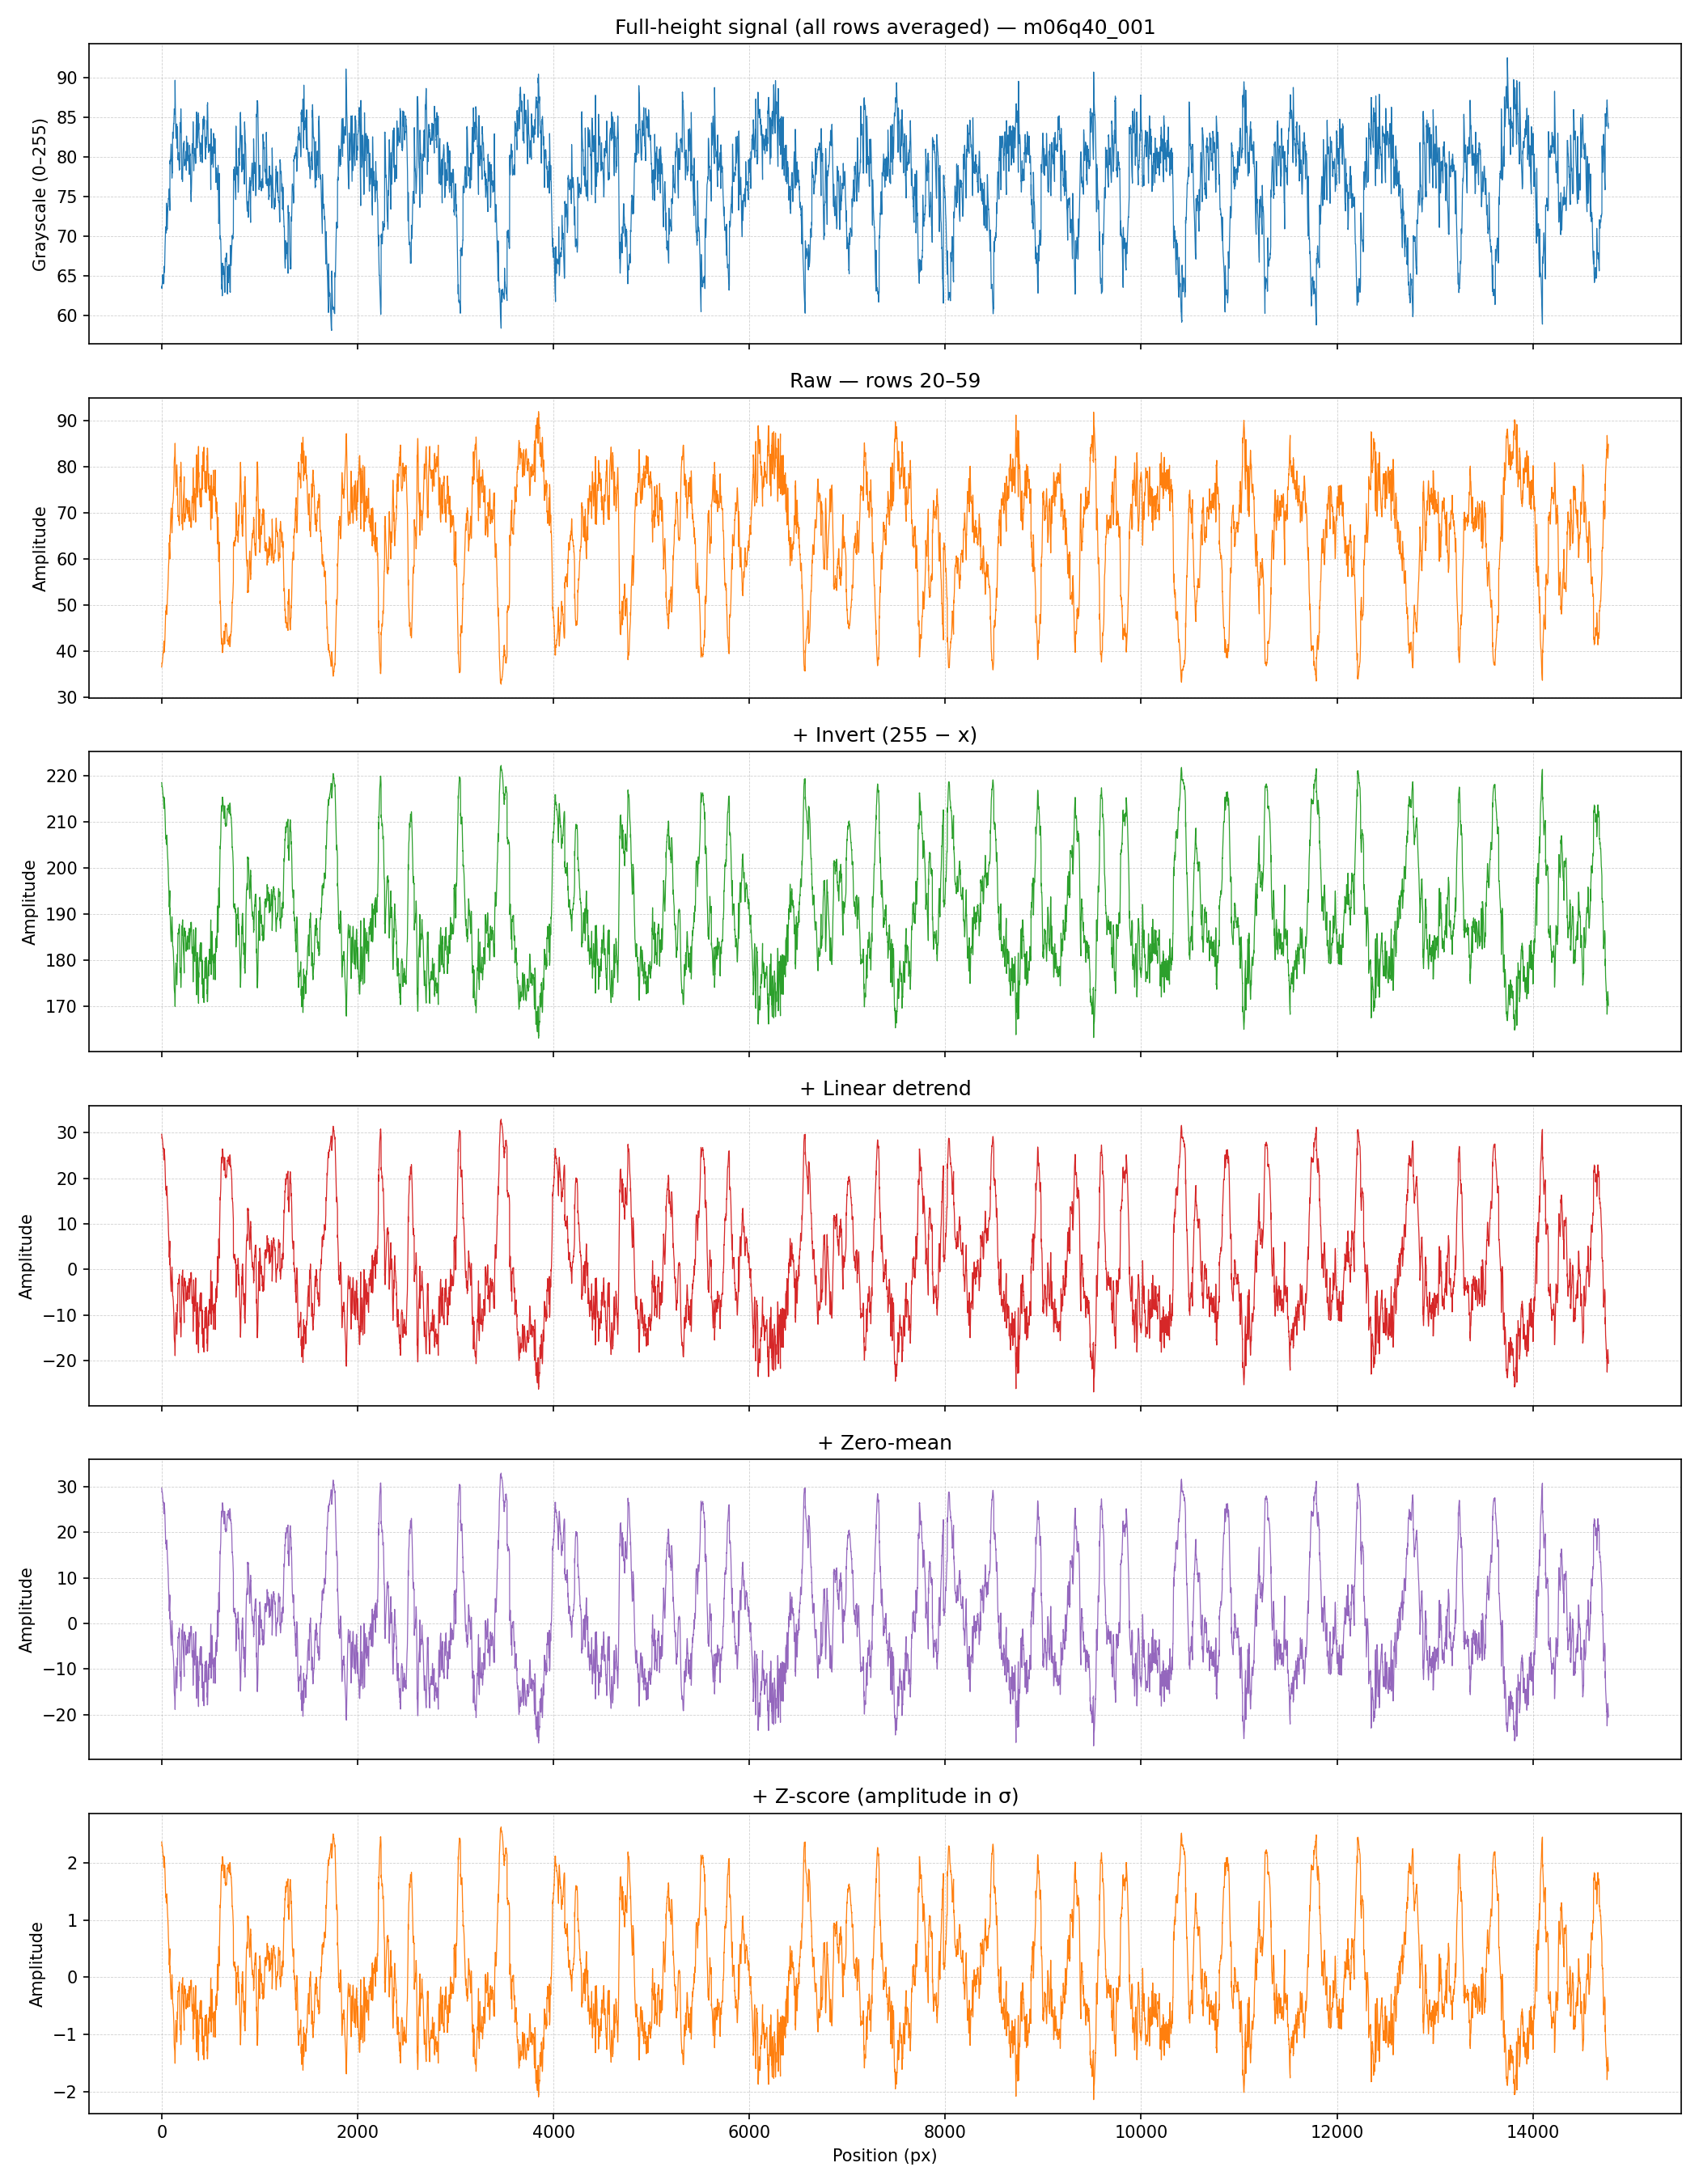 Full-height signal (all rows averaged) — m06q40_001
Grayscale (0–255)
90
85
80
75
70
65
60
Raw — rows 20–59
Amplitude
90
80
70
60
50
40
30
+ Invert (255 − x)
Amplitude
220
210
200
190
180
170
+ Linear detrend
Amplitude
30
20
10
0
−10
−20
+ Zero-mean
Amplitude
30
20
10
0
−10
−20
+ Z-score (amplitude in σ)
Amplitude
2
1
0
−1
−2
0 2000 4000 6000 8000 10000 12000 14000
Position (px)